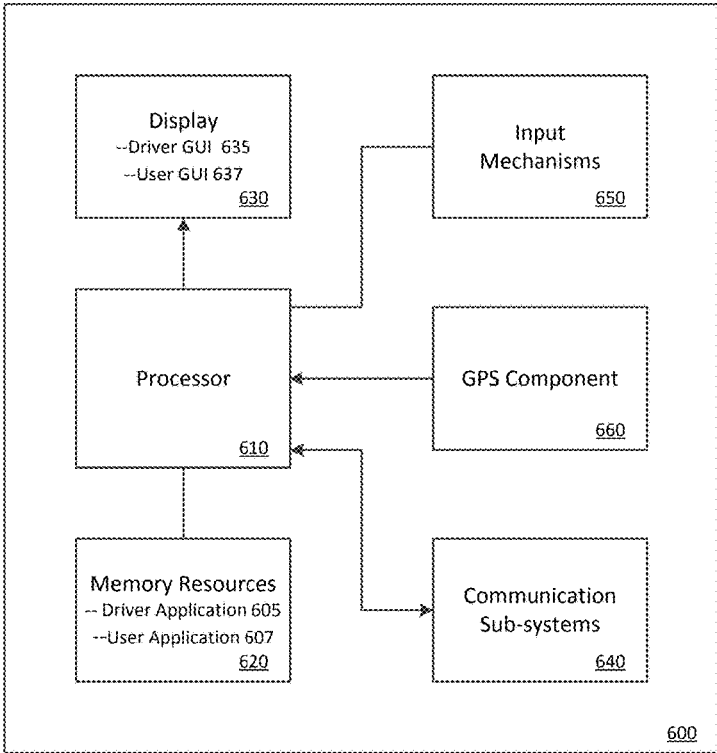 Display
--Driver GUI 635
--User GUI 637
630
Input
Mechanisms
650
Processor
610
GPS Component
660
Memory Resources
-- Driver Application 605
--User Application 607
620
Communication
Sub-systems
640
600